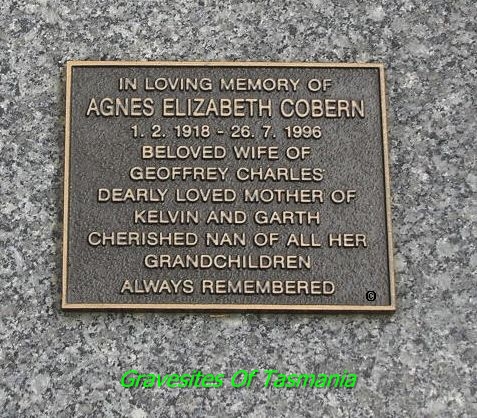 IN LOVING MEMORY OF
AGNES ELIZABETH COBERN
1. 2. 1918 - 26. 7. 1996
BELOVED WIFE OF
GEOFFREY CHARLES
DEARLY LOVED MOTHER OF
KELVIN AND GARTH
CHERISHED NAN OF ALL HER
GRANDCHILDREN
ALWAYS REMEMBERED
Gravesites Of Tasmania